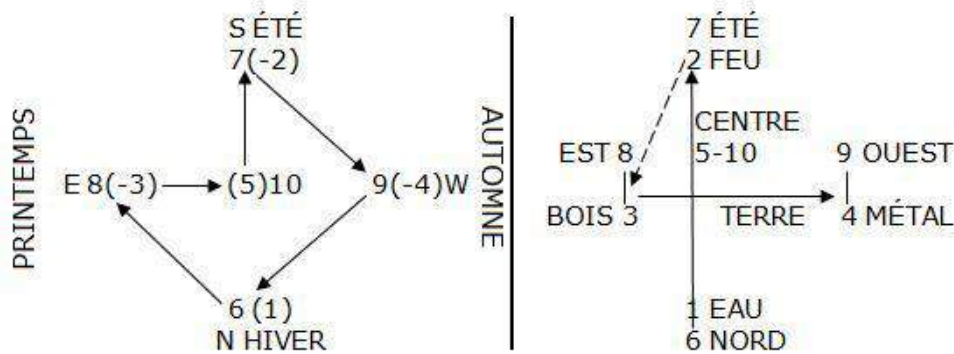 S ÉTÉ
7(-2)
PRINTEMPS
E 8(-3)
(5)10
9(-4)W
6 (1)
N HIVER
AUTOMNE
7 ÉTÉ
2 FEU
CENTRE
EST 8
5-10
9 OUEST
BOIS 3
TERRE
4 MÉTAL
1 EAU
6 NORD